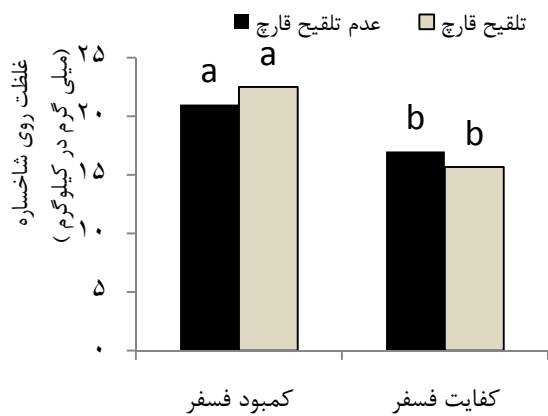 تلقیح قارچ
عدم تلقیح قارچ
غلظت روی شاخساره
(میلی گرم در کیلوگرم)
۲۵
۲۰
۱۵
۱۰
۵
۰
a
a
b
b
کمبود فسفر
کفایت فسفر